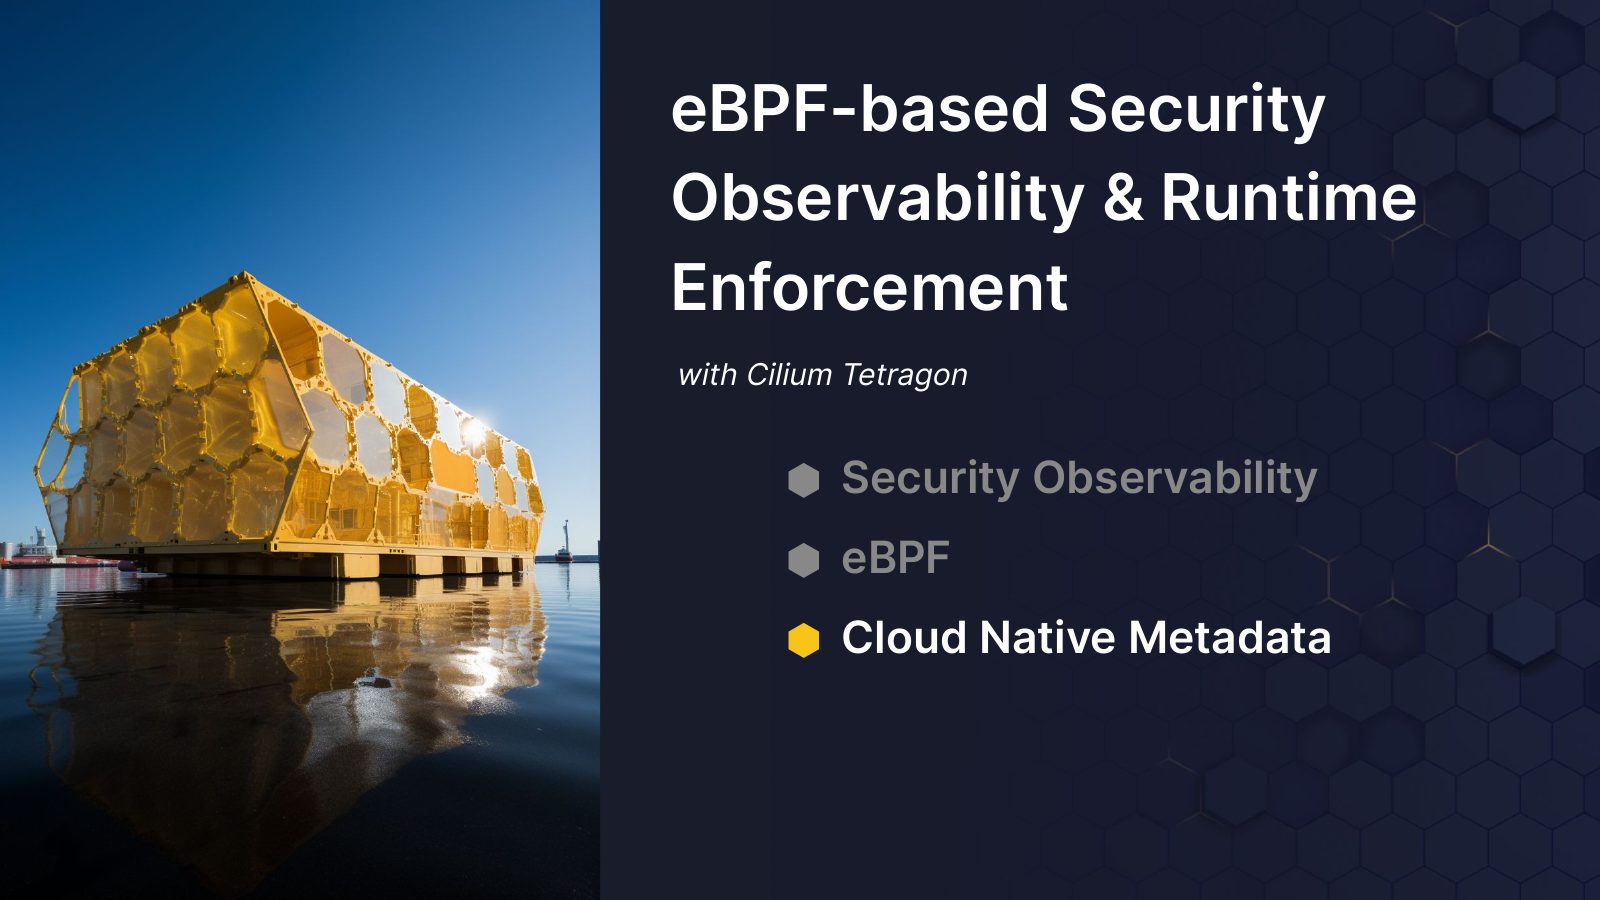 eBPF-based Security
Observability & Runtime
Enforcement
with Cilium Tetragon
Security Observability
eBPF
Cloud Native Metadata